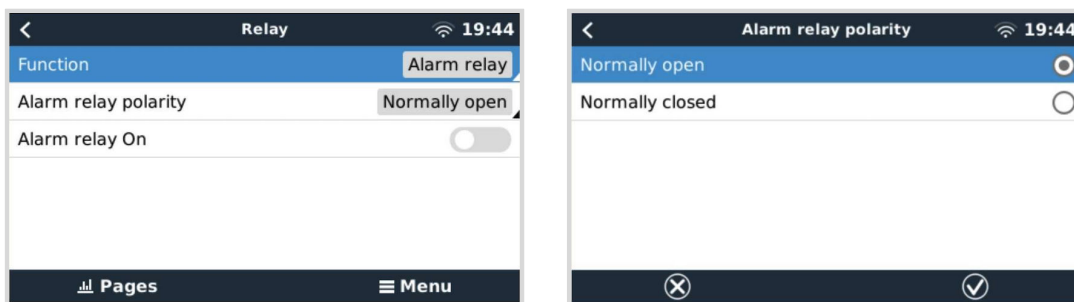 Relay 19:44
Function Alarm relay
Alarm relay polarity Normally open
Alarm relay On
Pages Menu
Alarm relay polarity 19:44
Normally open
Normally closed